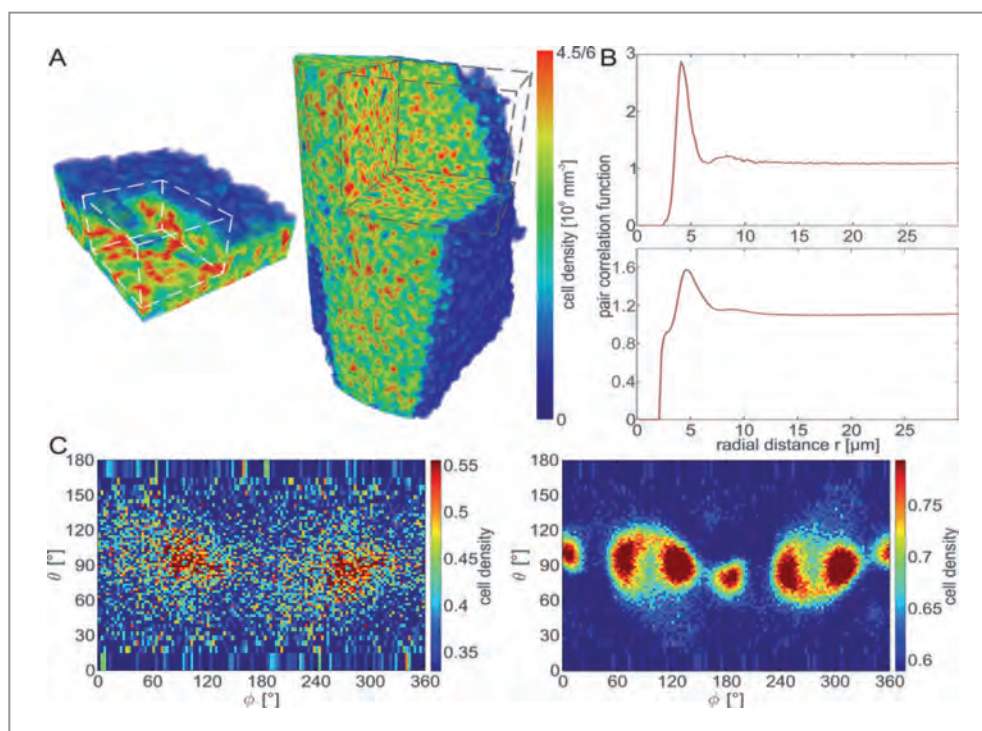 A
4.5/6
cell density [10⁶ mm⁻³]
0
B
3
2
1
0
0 5 10 15 20 25
pair correlation function
1.6
1.2
0.8
0.4
0
0 5 10 15 20 25
radial distance r [µm]
C
180
150
120
90
60
30
0
θ [°]
0 60 120 180 240 300 360
ϕ [°]
0.55
0.5
0.45
0.4
0.35
cell density
180
150
120
90
60
30
0
θ [°]
0 60 120 180 240 300 360
ϕ [°]
0.75
0.7
0.65
0.6
cell density